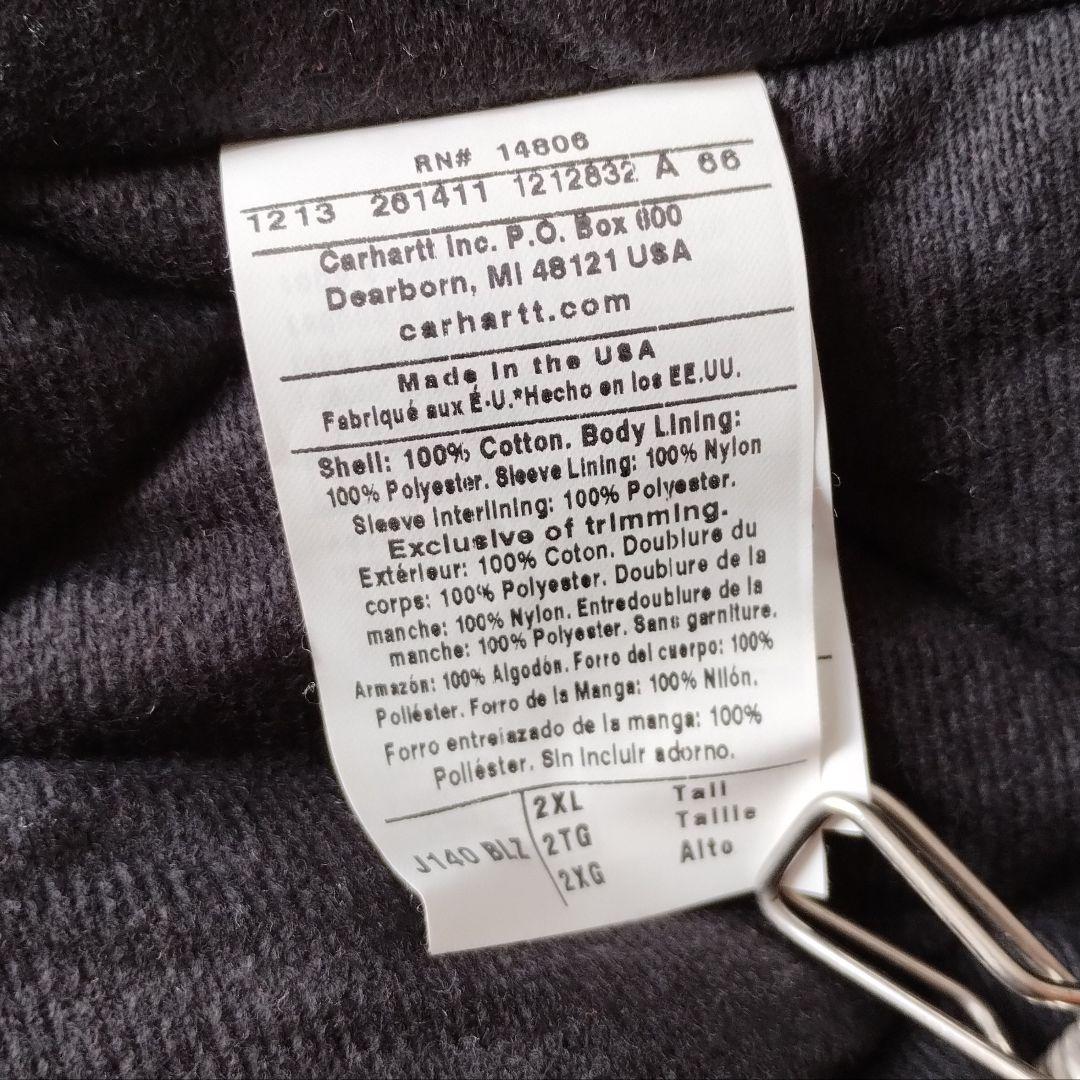 RN# 14806
1213 261411 1212832 A 66
Carhartt Inc. P.O. Box 600
Dearborn, MI 48121 USA
carhartt.com
Made In the USA
Fabriqué aux É.U.*Hecho en los EE.UU.
Shell: 100% Cotton. Body Lining:
100% Polyester. Sleeve Lining: 100% Nylon
Sleeve Interlining: 100% Polyester.
Exclusive of trimming.
Extérieur: 100% Coton. Doublure du
corps: 100% Polyester. Doublure de la
manche: 100% Nylon. Entredoublure de la
manche: 100% Polyester. Sans garniture.
Armazón: 100% Algodón. Forro del cuerpo: 100%
Poliéster. Forro de la Manga: 100% Nilón.
Forro entrelazado de la manga: 100%
Poliéster. Sin incluir adorno.
J140 BLZ
2XL Tall
2TG Taille
2XG Alto